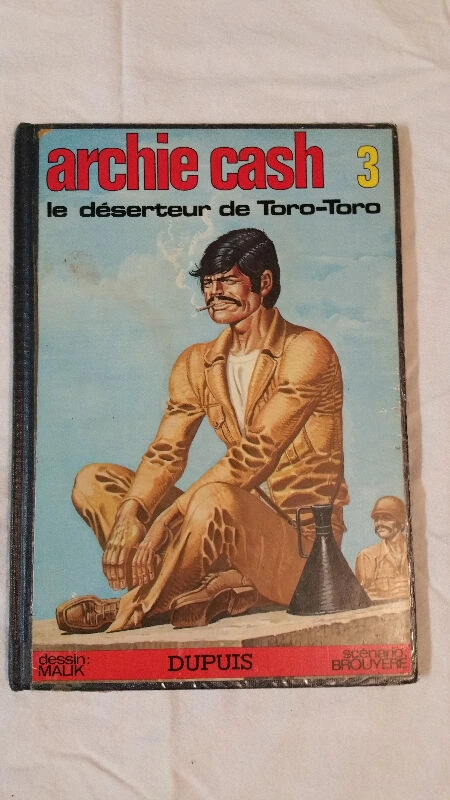 archie cash 3
le déserteur de Toro-Toro
dessin:
MALIK
DUPUIS
scénario:
BROUYÈRE